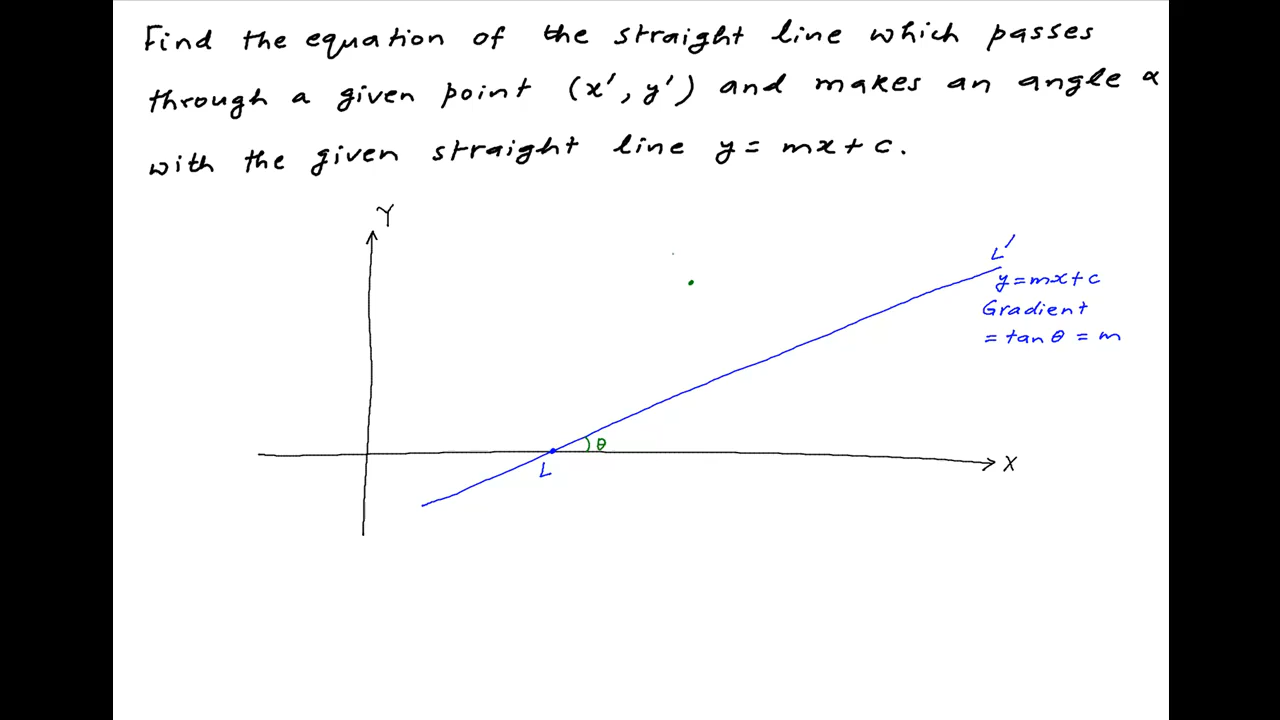 Find the equation of the straight line which passes
through a given point (x', y') and makes an angle α
with the given straight line y = mx + c.
Y
L'
y = mx + c
Gradient
= tan θ = m
θ
L
X